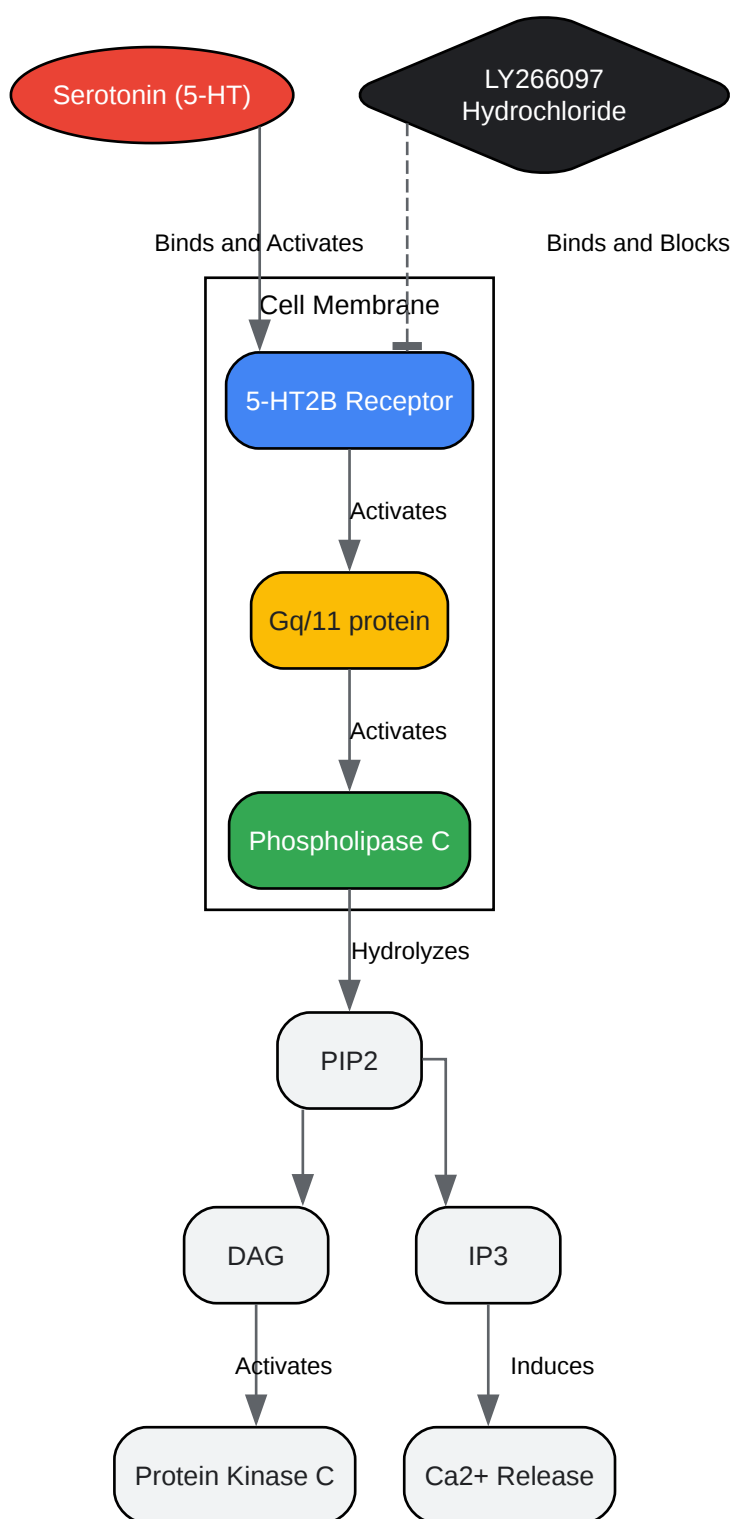 Serotonin (5-HT)
LY266097
Hydrochloride
Binds and Activates
Binds and Blocks
Cell Membrane
5-HT2B Receptor
Activates
Gq/11 protein
Activates
Phospholipase C
Hydrolyzes
PIP2
DAG
IP3
Activates
Induces
Protein Kinase C
Ca2+ Release